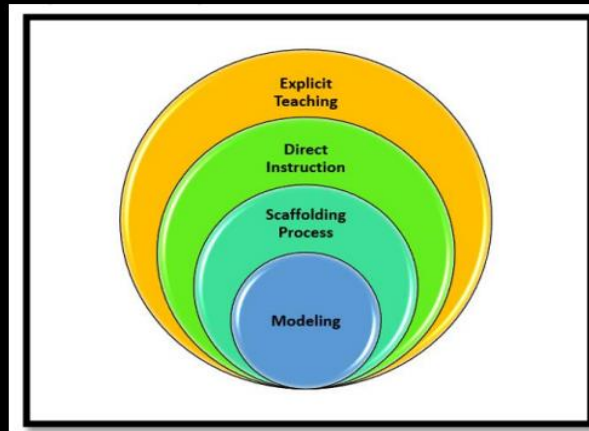 Explicit
Teaching
Direct
Instruction
Scaffolding
Process
Modeling